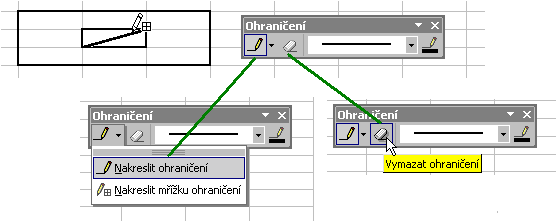 Ohraničení
Ohraničení
Nakreslit ohraničení
Nakreslit mřížku ohraničení
Ohraničení
Vymazat ohraničení